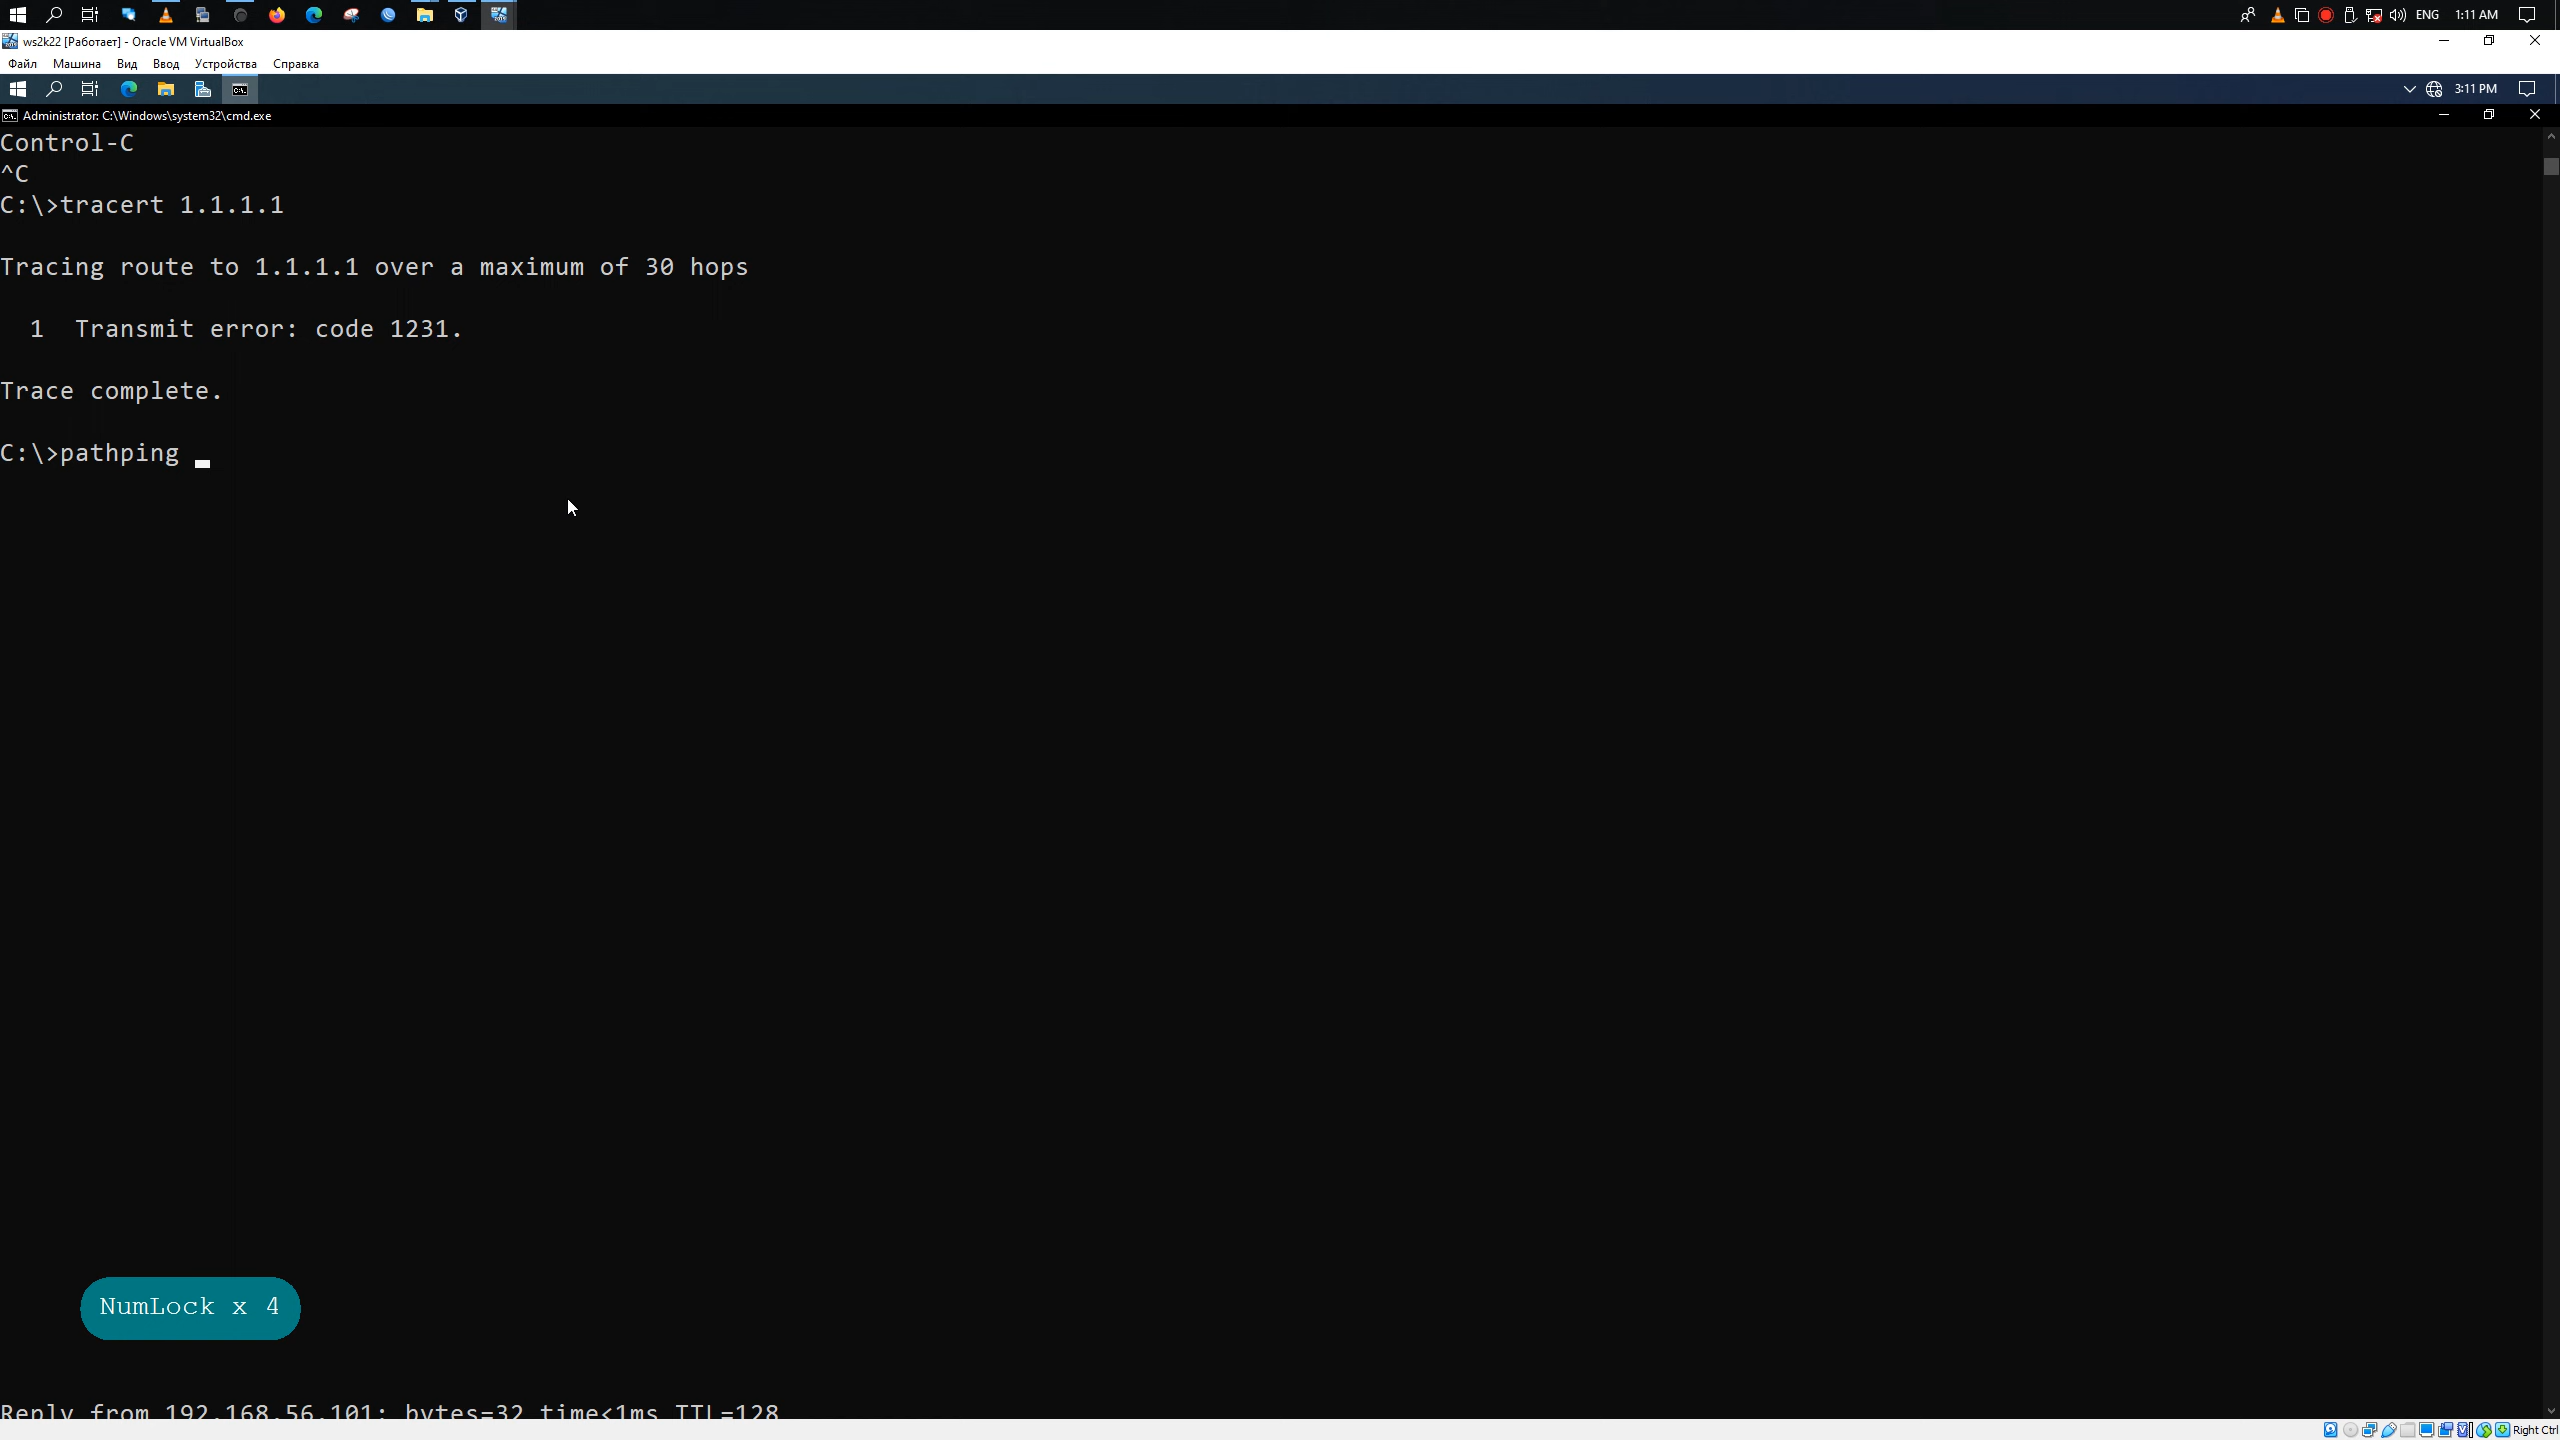 ENG 1:11 AM
ws2k22 [Работает] - Oracle VM VirtualBox
Файл Машина Вид Ввод Устройства Справка
3:11 PM
Administrator: C:\Windows\system32\cmd.exe
Control-C
^C
C:\>tracert 1.1.1.1
Tracing route to 1.1.1.1 over a maximum of 30 hops
1 Transmit error: code 1231.
Trace complete.
C:\>pathping _
NumLock x 4
Reply from 192.168.56.101: bytes=32 time<1ms TTL=128
Right Ctrl